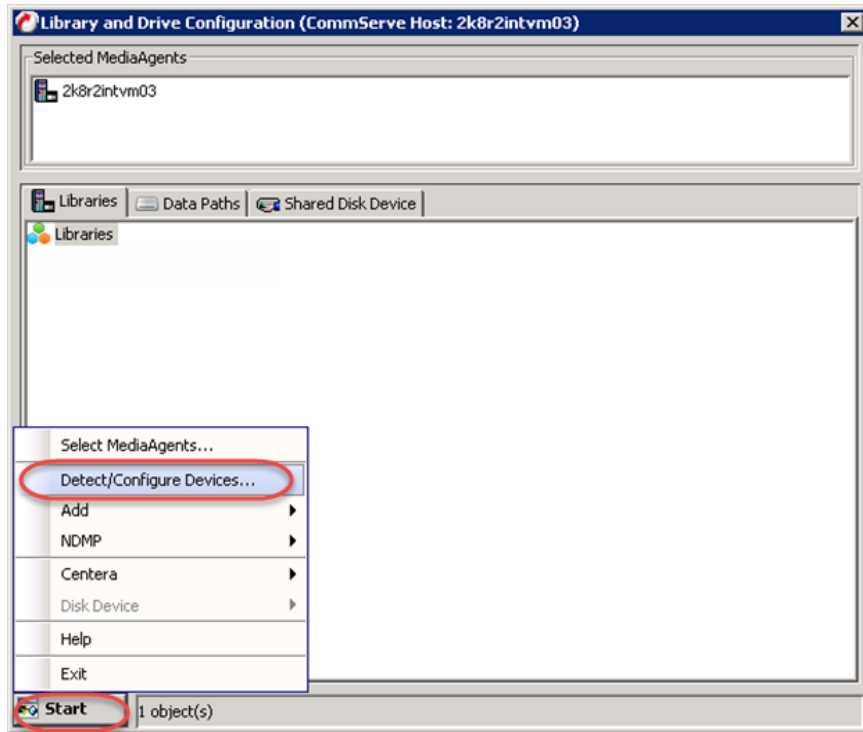 Library and Drive Configuration (CommServe Host: 2k8r2intvm03)
Selected MediaAgents
2k8r2intvm03
Libraries Data Paths Shared Disk Device
Libraries
Select MediaAgents...
Detect/Configure Devices...
Add
NDMP
Centera
Disk Device
Help
Exit
Start 1 object(s)